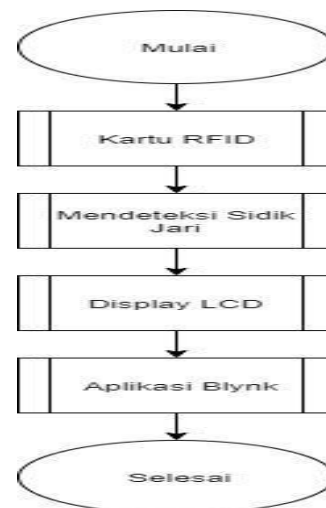 Mulai
Kartu RFID
Mendeteksi Sidik
Jari
Display LCD
Aplikasi Blynk
Selesai